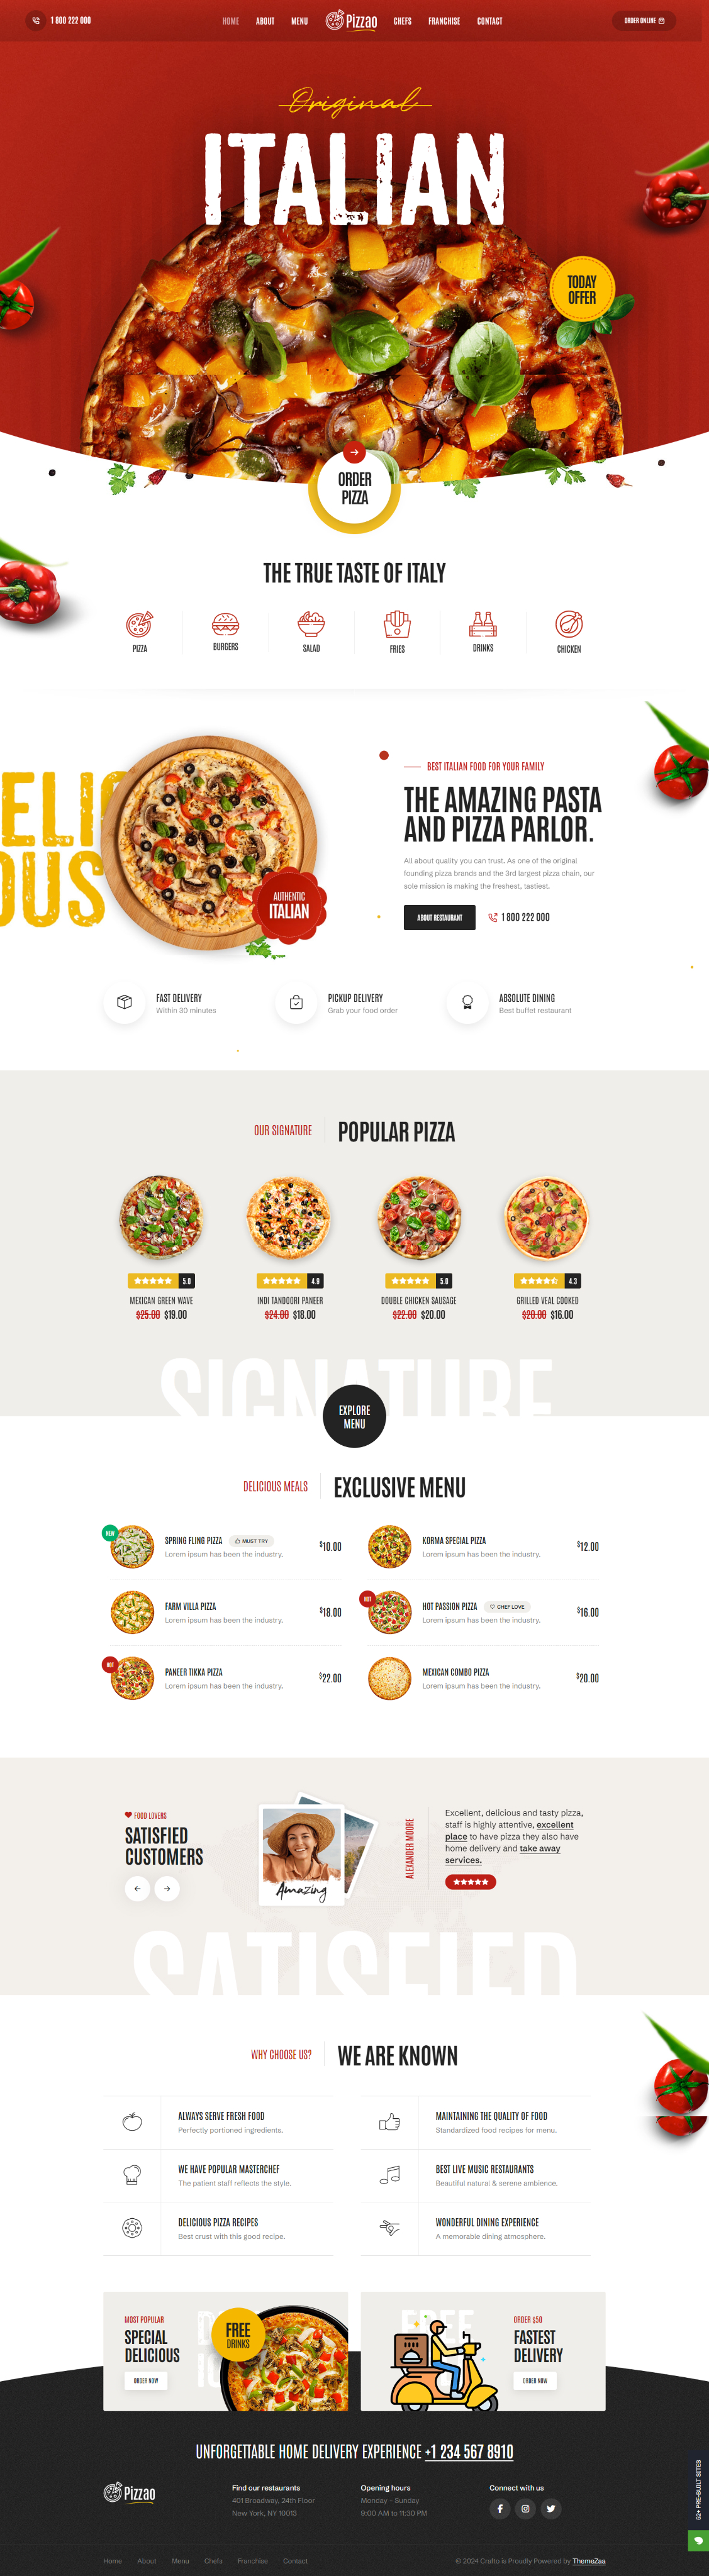 1 800 222 000
HOME
ABOUT
MENU
Pizzao
CHEFS
FRANCHISE
CONTACT
ORDER ONLINE
Original
ITALIAN
TODAY
OFFER
ORDER
PIZZA
THE TRUE TASTE OF ITALY
PIZZA
BURGERS
SALAD
FRIES
DRINKS
CHICKEN
ELI
OUS
AUTHENTIC
ITALIAN
BEST ITALIAN FOOD FOR YOUR FAMILY
THE AMAZING PASTA
AND PIZZA PARLOR.
All about quality you can trust. As one of the original
founding pizza brands and the 3rd largest pizza chain, our
sole mission is making the freshest, tastiest.
ABOUT RESTAURANT
1 800 222 000
FAST DELIVERY
Within 30 minutes
PICKUP DELIVERY
Grab your food order
ABSOLUTE DINING
Best buffet restaurant
OUR SIGNATURE
POPULAR PIZZA
5.0
MEXICAN GREEN WAVE
$25.00 $19.00
4.9
INDI TANDOORI PANEER
$24.00 $18.00
5.0
DOUBLE CHICKEN SAUSAGE
$22.00 $20.00
4.3
GRILLED VEAL COOKED
$20.00 $16.00
SIGNATURE
EXPLORE
MENU
DELICIOUS MEALS
EXCLUSIVE MENU
NEW
SPRING FLING PIZZA
MUST TRY
$10.00
Lorem ipsum has been the industry.
KORMA SPECIAL PIZZA
$12.00
Lorem ipsum has been the industry.
FARM VILLA PIZZA
$18.00
Lorem ipsum has been the industry.
HOT
HOT PASSION PIZZA
CHEF LOVE
$16.00
Lorem ipsum has been the industry.
HOT
PANEER TIKKA PIZZA
$22.00
Lorem ipsum has been the industry.
MEXICAN COMBO PIZZA
$20.00
Lorem ipsum has been the industry.
FOOD LOVERS
SATISFIED
CUSTOMERS
Amazing
ALEXANDER MOORE
Excellent, delicious and tasty pizza,
staff is highly attentive, excellent
place to have pizza they also have
home delivery and take away
services.
SATISFIED
WHY CHOOSE US?
WE ARE KNOWN
ALWAYS SERVE FRESH FOOD
Perfectly portioned ingredients.
MAINTAINING THE QUALITY OF FOOD
Standardized food recipes for menu.
WE HAVE POPULAR MASTERCHEF
The patient staff reflects the style.
BEST LIVE MUSIC RESTAURANTS
Beautiful natural & serene ambience.
DELICIOUS PIZZA RECIPES
Best crust with this good recipe.
WONDERFUL DINING EXPERIENCE
A memorable dining atmosphere.
MOST POPULAR
SPECIAL
DELICIOUS
ORDER NOW
FREE
DRINKS
FREE
ORDER $50
FASTEST
DELIVERY
ORDER NOW
UNFORGETTABLE HOME DELIVERY EXPERIENCE +1 234 567 8910
Pizzao
Find our restaurants
401 Broadway, 24th Floor
New York, NY 10013
Opening hours
Monday - Sunday
9:00 AM to 11:30 PM
Connect with us
52+ PRE-BUILT SITES
Home
About
Menu
Chefs
Franchise
Contact
© 2024 Crafto is Proudly Powered by ThemeZaa